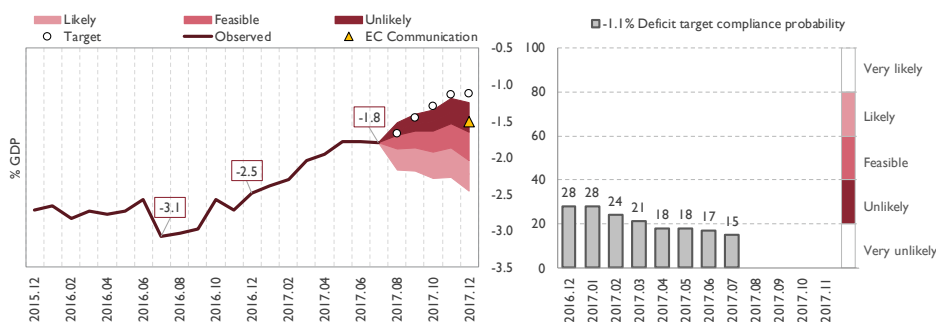 Likely Feasible Unlikely
Target Observed EC Communication
-0.5
-1.0
-1.5
-2.0
-2.5
-3.0
-3.5
% GDP
-1.8
-2.5
-3.1
2015.12 2016.02 2016.04 2016.06 2016.08 2016.10 2016.12 2017.02 2017.04 2017.06 2017.08 2017.10 2017.12
-1.1% Deficit target compliance probability
100
80
60
40
20
0
28 28 24 21 18 18 17 15
Very likely
Likely
Feasible
Unlikely
Very unlikely
2016.12 2017.01 2017.02 2017.03 2017.04 2017.05 2017.06 2017.07 2017.08 2017.09 2017.10 2017.11